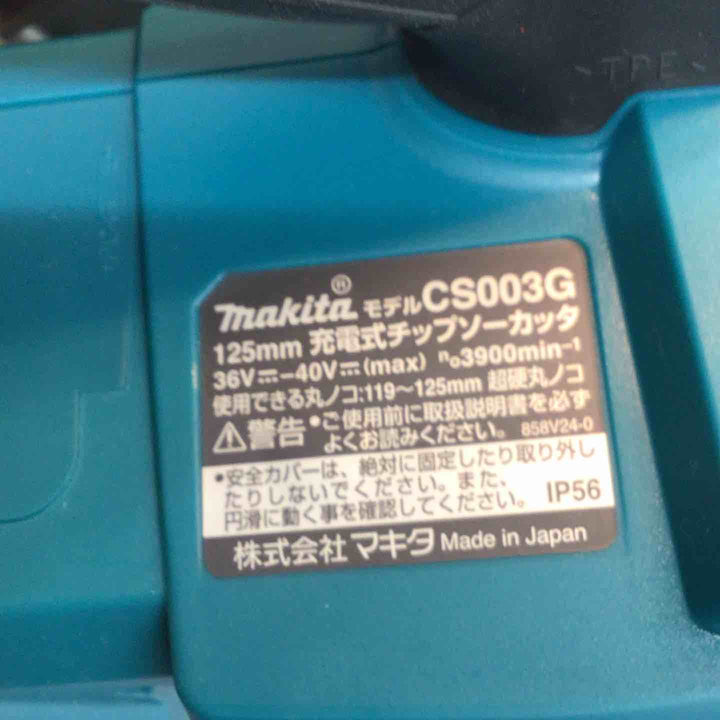 >TPE<
makita® モデル CS003G
125mm 充電式チップソーカッタ
36V⎓-40V⎓(max) n₀3900min⁻¹
使用できる丸ノコ:119～125mm 超硬丸ノコ
⚠警告 •ご使用前に取扱説明書を必ず
よくお読みください。 858V24-0
•安全カバーは、絶対に固定したり取り外し
たりしないでください。また、
円滑に動く事を確認してください。 IP56
株式会社 マキタ Made in Japan